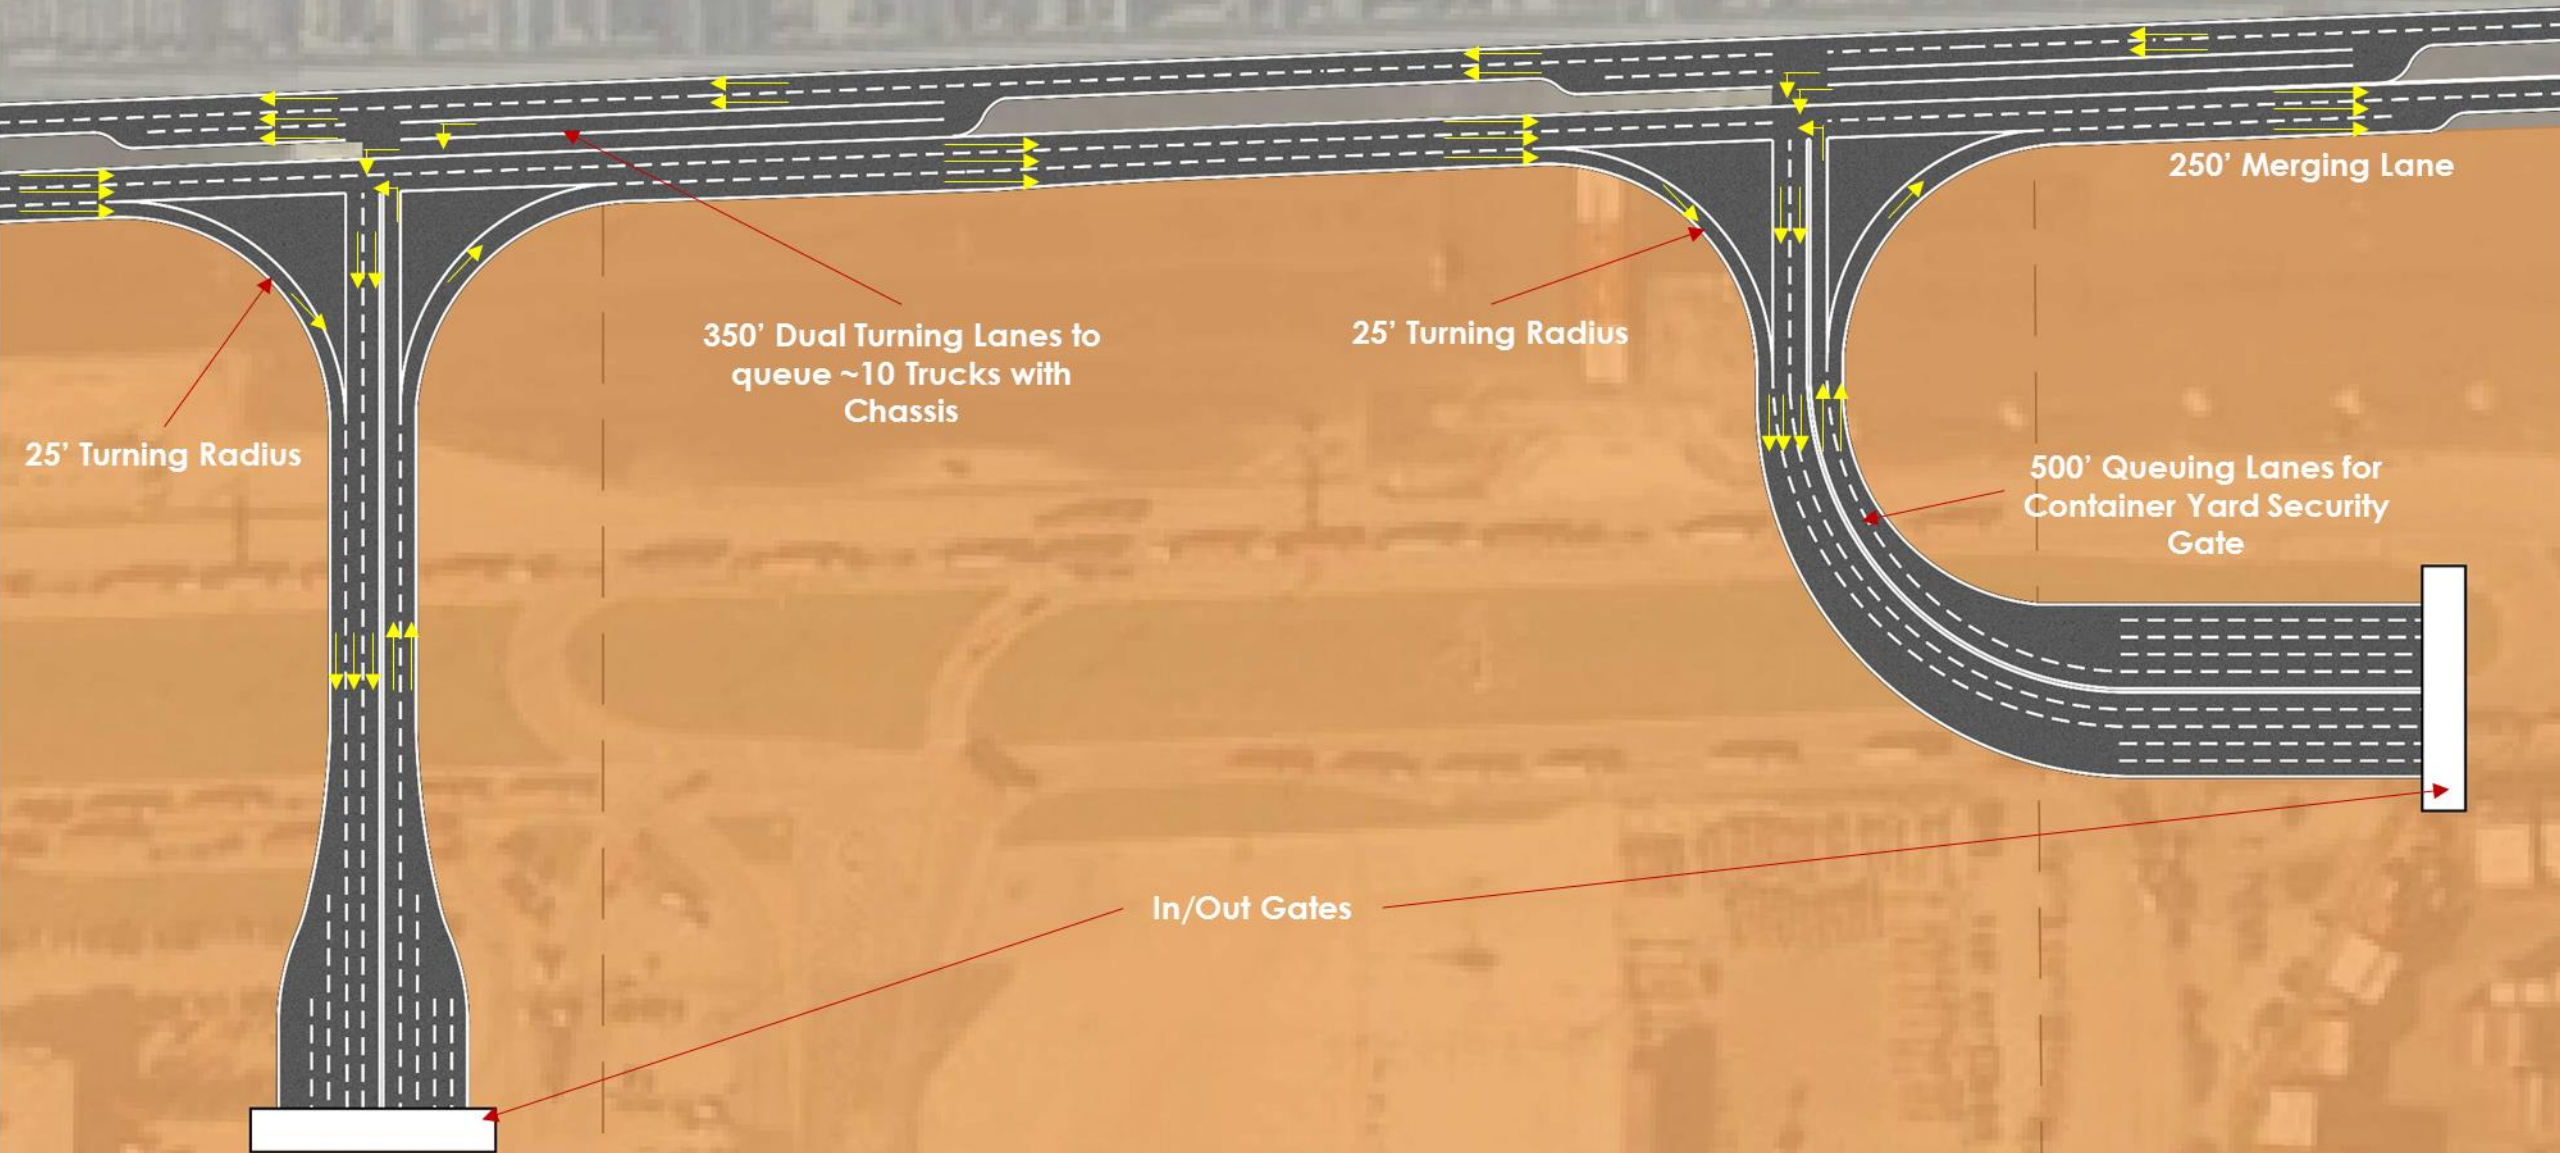 250’ Merging Lane
350’ Dual Turning Lanes to
queue ~10 Trucks with
Chassis
25’ Turning Radius
25’ Turning Radius
500’ Queuing Lanes for
Container Yard Security
Gate
In/Out Gates